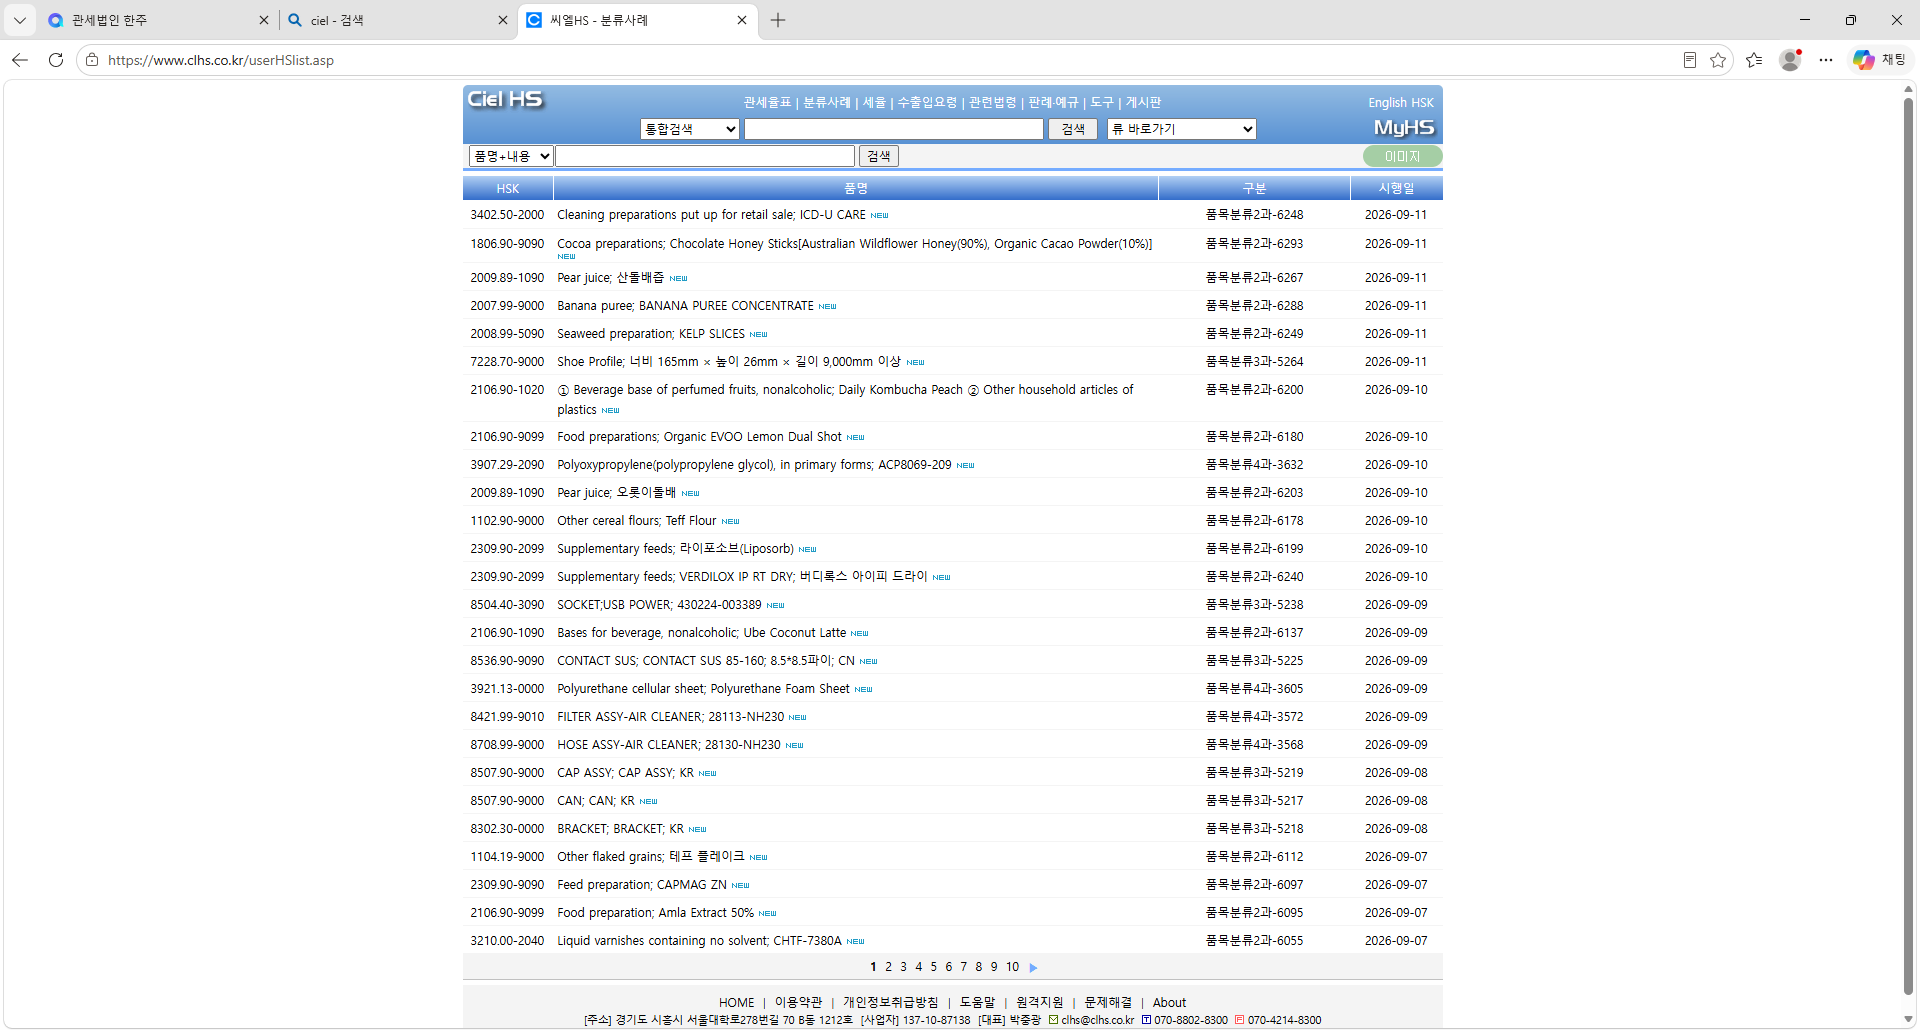 관세법인 한주
ciel - 검색
씨엘HS - 분류사례
https://www.clhs.co.kr/userHSlist.asp
채팅
Ciel HS
관세율표 | 분류사례 | 세율 | 수출입요령 | 관련법령 | 판례·예규 | 도구 | 게시판
English HSK
통합검색 검색 류 바로가기
MyHS
품명+내용 검색 이미지
HSK 품명 구분 시행일
3402.50-2000 Cleaning preparations put up for retail sale; ICD-U CARE NEW 품목분류2과-6248 2026-09-11
1806.90-9090 Cocoa preparations; Chocolate Honey Sticks[Australian Wildflower Honey(90%), Organic Cacao Powder(10%)] 품목분류2과-6293 2026-09-11
NEW
2009.89-1090 Pear juice; 산돌배즙 NEW 품목분류2과-6267 2026-09-11
2007.99-9000 Banana puree; BANANA PUREE CONCENTRATE NEW 품목분류2과-6288 2026-09-11
2008.99-5090 Seaweed preparation; KELP SLICES NEW 품목분류2과-6249 2026-09-11
7228.70-9000 Shoe Profile; 너비 165mm × 높이 26mm × 길이 9,000mm 이상 NEW 품목분류3과-5264 2026-09-11
2106.90-1020 ① Beverage base of perfumed fruits, nonalcoholic; Daily Kombucha Peach ② Other household articles of 품목분류2과-6200 2026-09-10
plastics NEW
2106.90-9099 Food preparations; Organic EVOO Lemon Dual Shot NEW 품목분류2과-6180 2026-09-10
3907.29-2090 Polyoxypropylene(polypropylene glycol), in primary forms; ACP8069-209 NEW 품목분류4과-3632 2026-09-10
2009.89-1090 Pear juice; 오롯이돌배 NEW 품목분류2과-6203 2026-09-10
1102.90-9000 Other cereal flours; Teff Flour NEW 품목분류2과-6178 2026-09-10
2309.90-2099 Supplementary feeds; 라이포소브(Liposorb) NEW 품목분류2과-6199 2026-09-10
2309.90-2099 Supplementary feeds; VERDILOX IP RT DRY; 버디록스 아이피 드라이 NEW 품목분류2과-6240 2026-09-10
8504.40-3090 SOCKET;USB POWER; 430224-003389 NEW 품목분류3과-5238 2026-09-09
2106.90-1090 Bases for beverage, nonalcoholic; Ube Coconut Latte NEW 품목분류2과-6137 2026-09-09
8536.90-9090 CONTACT SUS; CONTACT SUS 85-160; 8.5*8.5파이; CN NEW 품목분류3과-5225 2026-09-09
3921.13-0000 Polyurethane cellular sheet; Polyurethane Foam Sheet NEW 품목분류4과-3605 2026-09-09
8421.99-9010 FILTER ASSY-AIR CLEANER; 28113-NH230 NEW 품목분류4과-3572 2026-09-09
8708.99-9000 HOSE ASSY-AIR CLEANER; 28130-NH230 NEW 품목분류4과-3568 2026-09-09
8507.90-9000 CAP ASSY; CAP ASSY; KR NEW 품목분류3과-5219 2026-09-08
8507.90-9000 CAN; CAN; KR NEW 품목분류3과-5217 2026-09-08
8302.30-0000 BRACKET; BRACKET; KR NEW 품목분류3과-5218 2026-09-08
1104.19-9000 Other flaked grains; 테프 플레이크 NEW 품목분류2과-6112 2026-09-07
2309.90-9090 Feed preparation; CAPMAG ZN NEW 품목분류2과-6097 2026-09-07
2106.90-9099 Food preparation; Amla Extract 50% NEW 품목분류2과-6095 2026-09-07
3210.00-2040 Liquid varnishes containing no solvent; CHTF-7380A NEW 품목분류2과-6055 2026-09-07
1 2 3 4 5 6 7 8 9 10
HOME | 이용약관 | 개인정보취급방침 | 도움말 | 원격지원 | 문제해결 | About
[주소] 경기도 시흥시 서울대학로278번길 70 B동 1212호 [사업자] 137-10-87138 [대표] 박중광 clhs@clhs.co.kr T 070-8802-8300 F 070-4214-8300